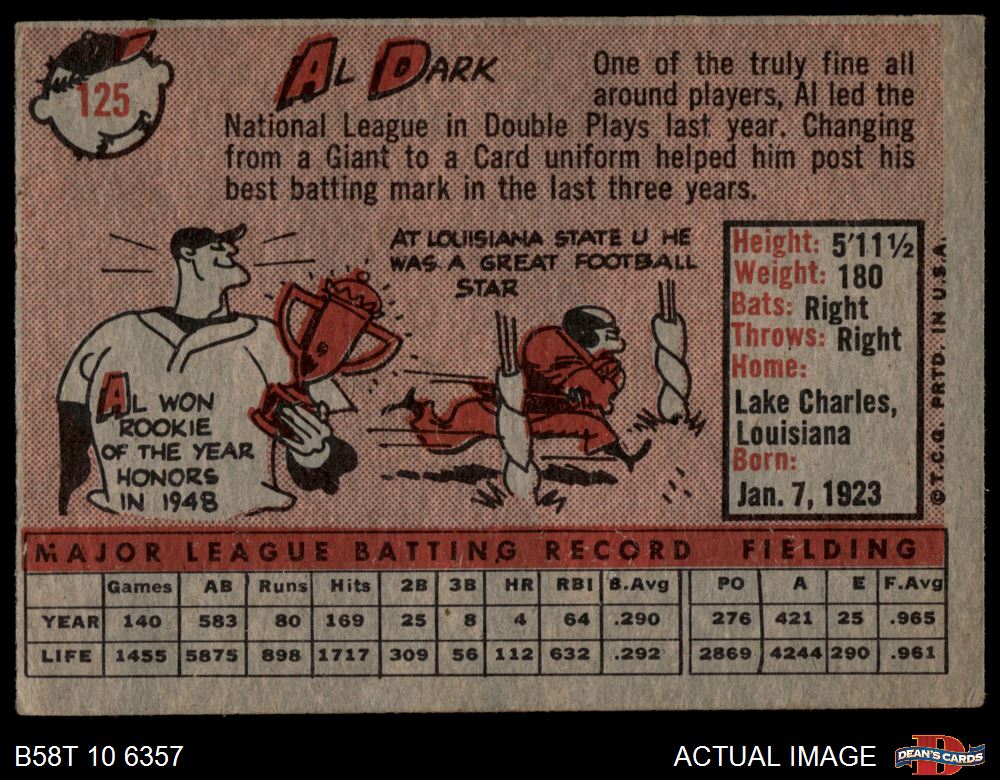 125
AL DARK
One of the truly fine all
around players, Al led the
National League in Double Plays last year. Changing
from a Giant to a Card uniform helped him post his
best batting mark in the last three years.
AL WON
ROOKIE
OF THE YEAR
HONORS
IN 1948
AT LOUISIANA STATE U HE
WAS A GREAT FOOTBALL
STAR
Height: 5'11½
Weight: 180
Bats: Right
Throws: Right
Home:
Lake Charles,
Louisiana
Born:
Jan. 7, 1923
© T.C.G. PRTD. IN U.S.A.
MAJOR LEAGUE BATTING RECORD FIELDING
Games AB Runs Hits 2B 3B HR RBI B.Avg PO A E F.Avg
YEAR 140 583 80 169 25 8 4 64 .290 276 421 25 .965
LIFE 1455 5875 898 1717 309 56 112 632 .292 2869 4244 290 .961
B58T 10 6357
ACTUAL IMAGE
D
DEAN'S CARDS